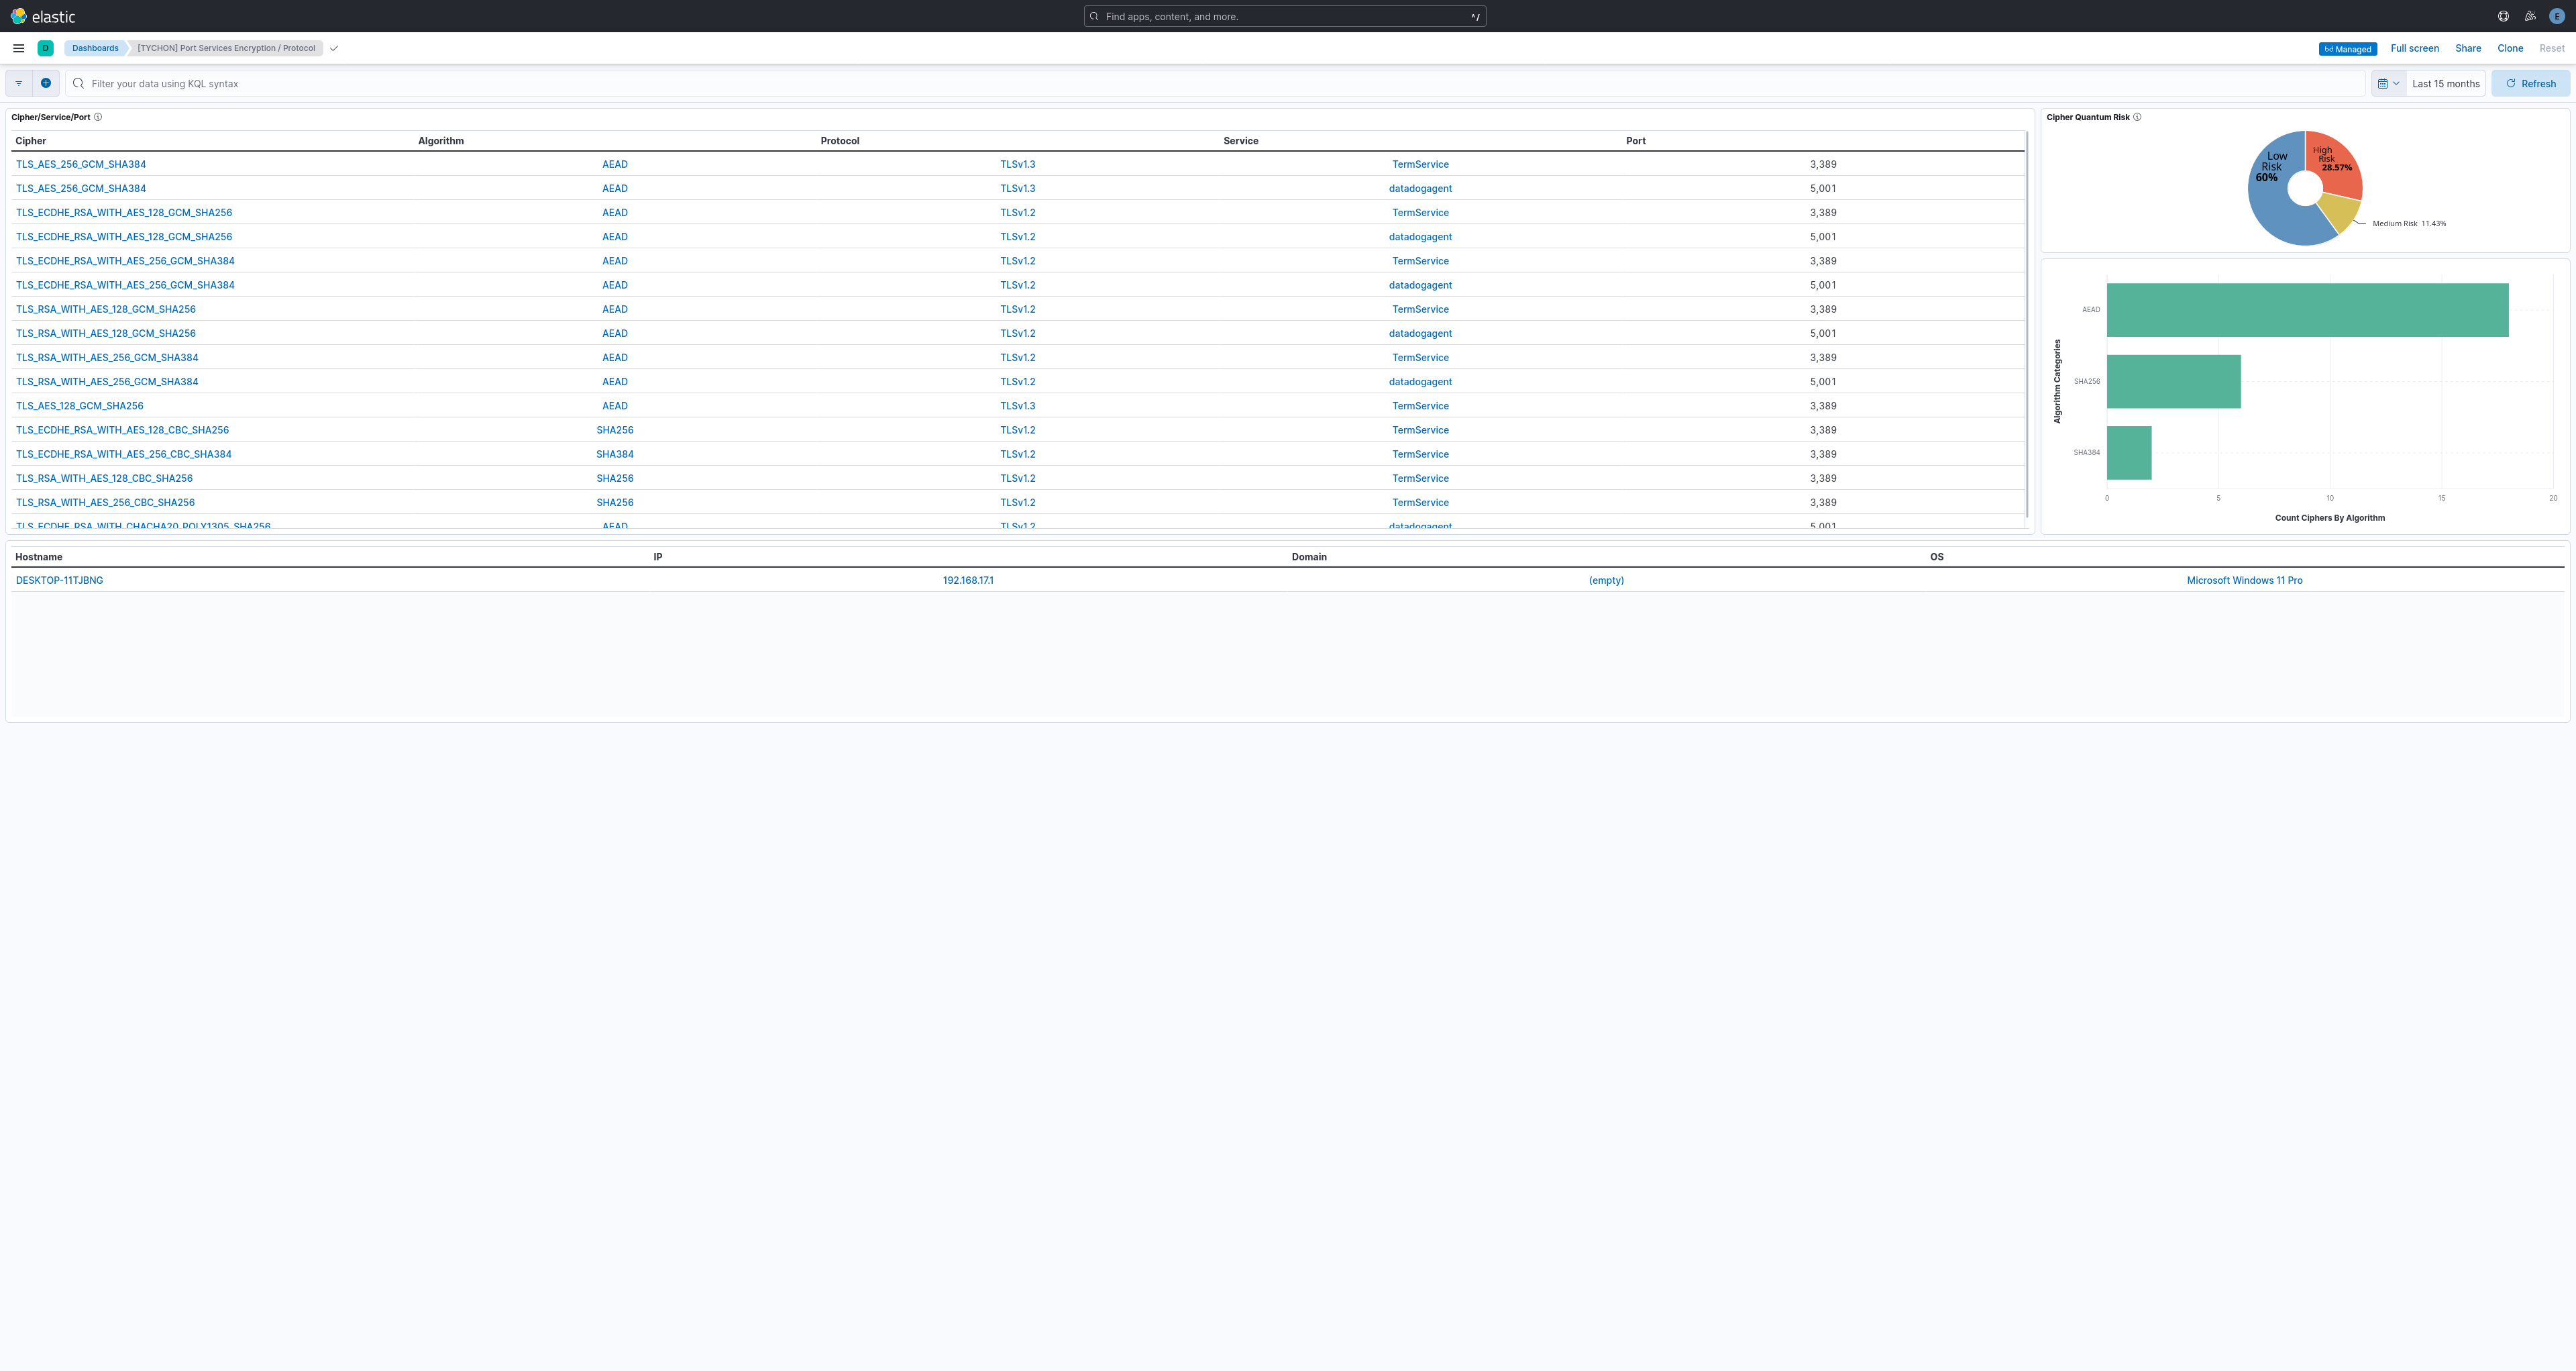 elastic
Find apps, content, and more.
^/
E
D
Dashboards
[TYCHON] Port Services Encryption / Protocol
Managed
Full screen
Share
Clone
Reset
Filter your data using KQL syntax
Last 15 months
Refresh
Cipher/Service/Port
Cipher Algorithm Protocol Service Port
TLS_AES_256_GCM_SHA384 AEAD TLSv1.3 TermService 3,389
TLS_AES_256_GCM_SHA384 AEAD TLSv1.3 datadogagent 5,001
TLS_ECDHE_RSA_WITH_AES_128_GCM_SHA256 AEAD TLSv1.2 TermService 3,389
TLS_ECDHE_RSA_WITH_AES_128_GCM_SHA256 AEAD TLSv1.2 datadogagent 5,001
TLS_ECDHE_RSA_WITH_AES_256_GCM_SHA384 AEAD TLSv1.2 TermService 3,389
TLS_ECDHE_RSA_WITH_AES_256_GCM_SHA384 AEAD TLSv1.2 datadogagent 5,001
TLS_RSA_WITH_AES_128_GCM_SHA256 AEAD TLSv1.2 TermService 3,389
TLS_RSA_WITH_AES_128_GCM_SHA256 AEAD TLSv1.2 datadogagent 5,001
TLS_RSA_WITH_AES_256_GCM_SHA384 AEAD TLSv1.2 TermService 3,389
TLS_RSA_WITH_AES_256_GCM_SHA384 AEAD TLSv1.2 datadogagent 5,001
TLS_AES_128_GCM_SHA256 AEAD TLSv1.3 TermService 3,389
TLS_ECDHE_RSA_WITH_AES_128_CBC_SHA256 SHA256 TLSv1.2 TermService 3,389
TLS_ECDHE_RSA_WITH_AES_256_CBC_SHA384 SHA384 TLSv1.2 TermService 3,389
TLS_RSA_WITH_AES_128_CBC_SHA256 SHA256 TLSv1.2 TermService 3,389
TLS_RSA_WITH_AES_256_CBC_SHA256 SHA256 TLSv1.2 TermService 3,389
TLS_ECDHE_RSA_WITH_CHACHA20_POLY1305_SHA256 AEAD TLSv1.2 datadogagent 5,001
Cipher Quantum Risk
Low
Risk
60%
High
Risk
28.57%
Medium Risk 11.43%
Algorithm Categories
AEAD
SHA256
SHA384
0 5 10 15 20
Count Ciphers By Algorithm
Hostname IP Domain OS
DESKTOP-11TJBNG 192.168.17.1 (empty) Microsoft Windows 11 Pro